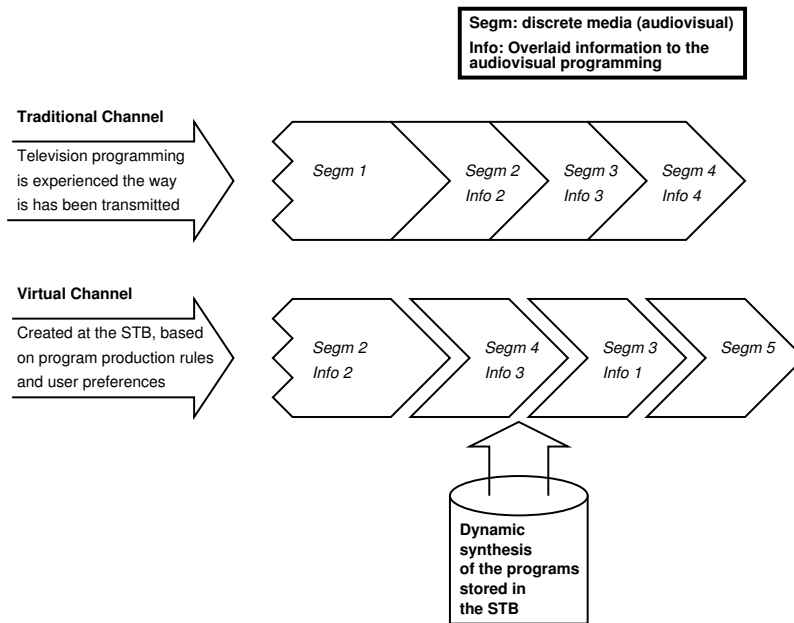 Segm: discrete media (audiovisual)
Info: Overlaid information to the
audiovisual programming
Traditional Channel
Television programming
is experienced the way
is has been transmitted
Segm 1
Segm 2
Info 2
Segm 3
Info 3
Segm 4
Info 4
Virtual Channel
Created at the STB, based
on program production rules
and user preferences
Segm 2
Info 2
Segm 4
Info 3
Segm 3
Info 1
Segm 5
Dynamic
synthesis
of the programs
stored in
the STB